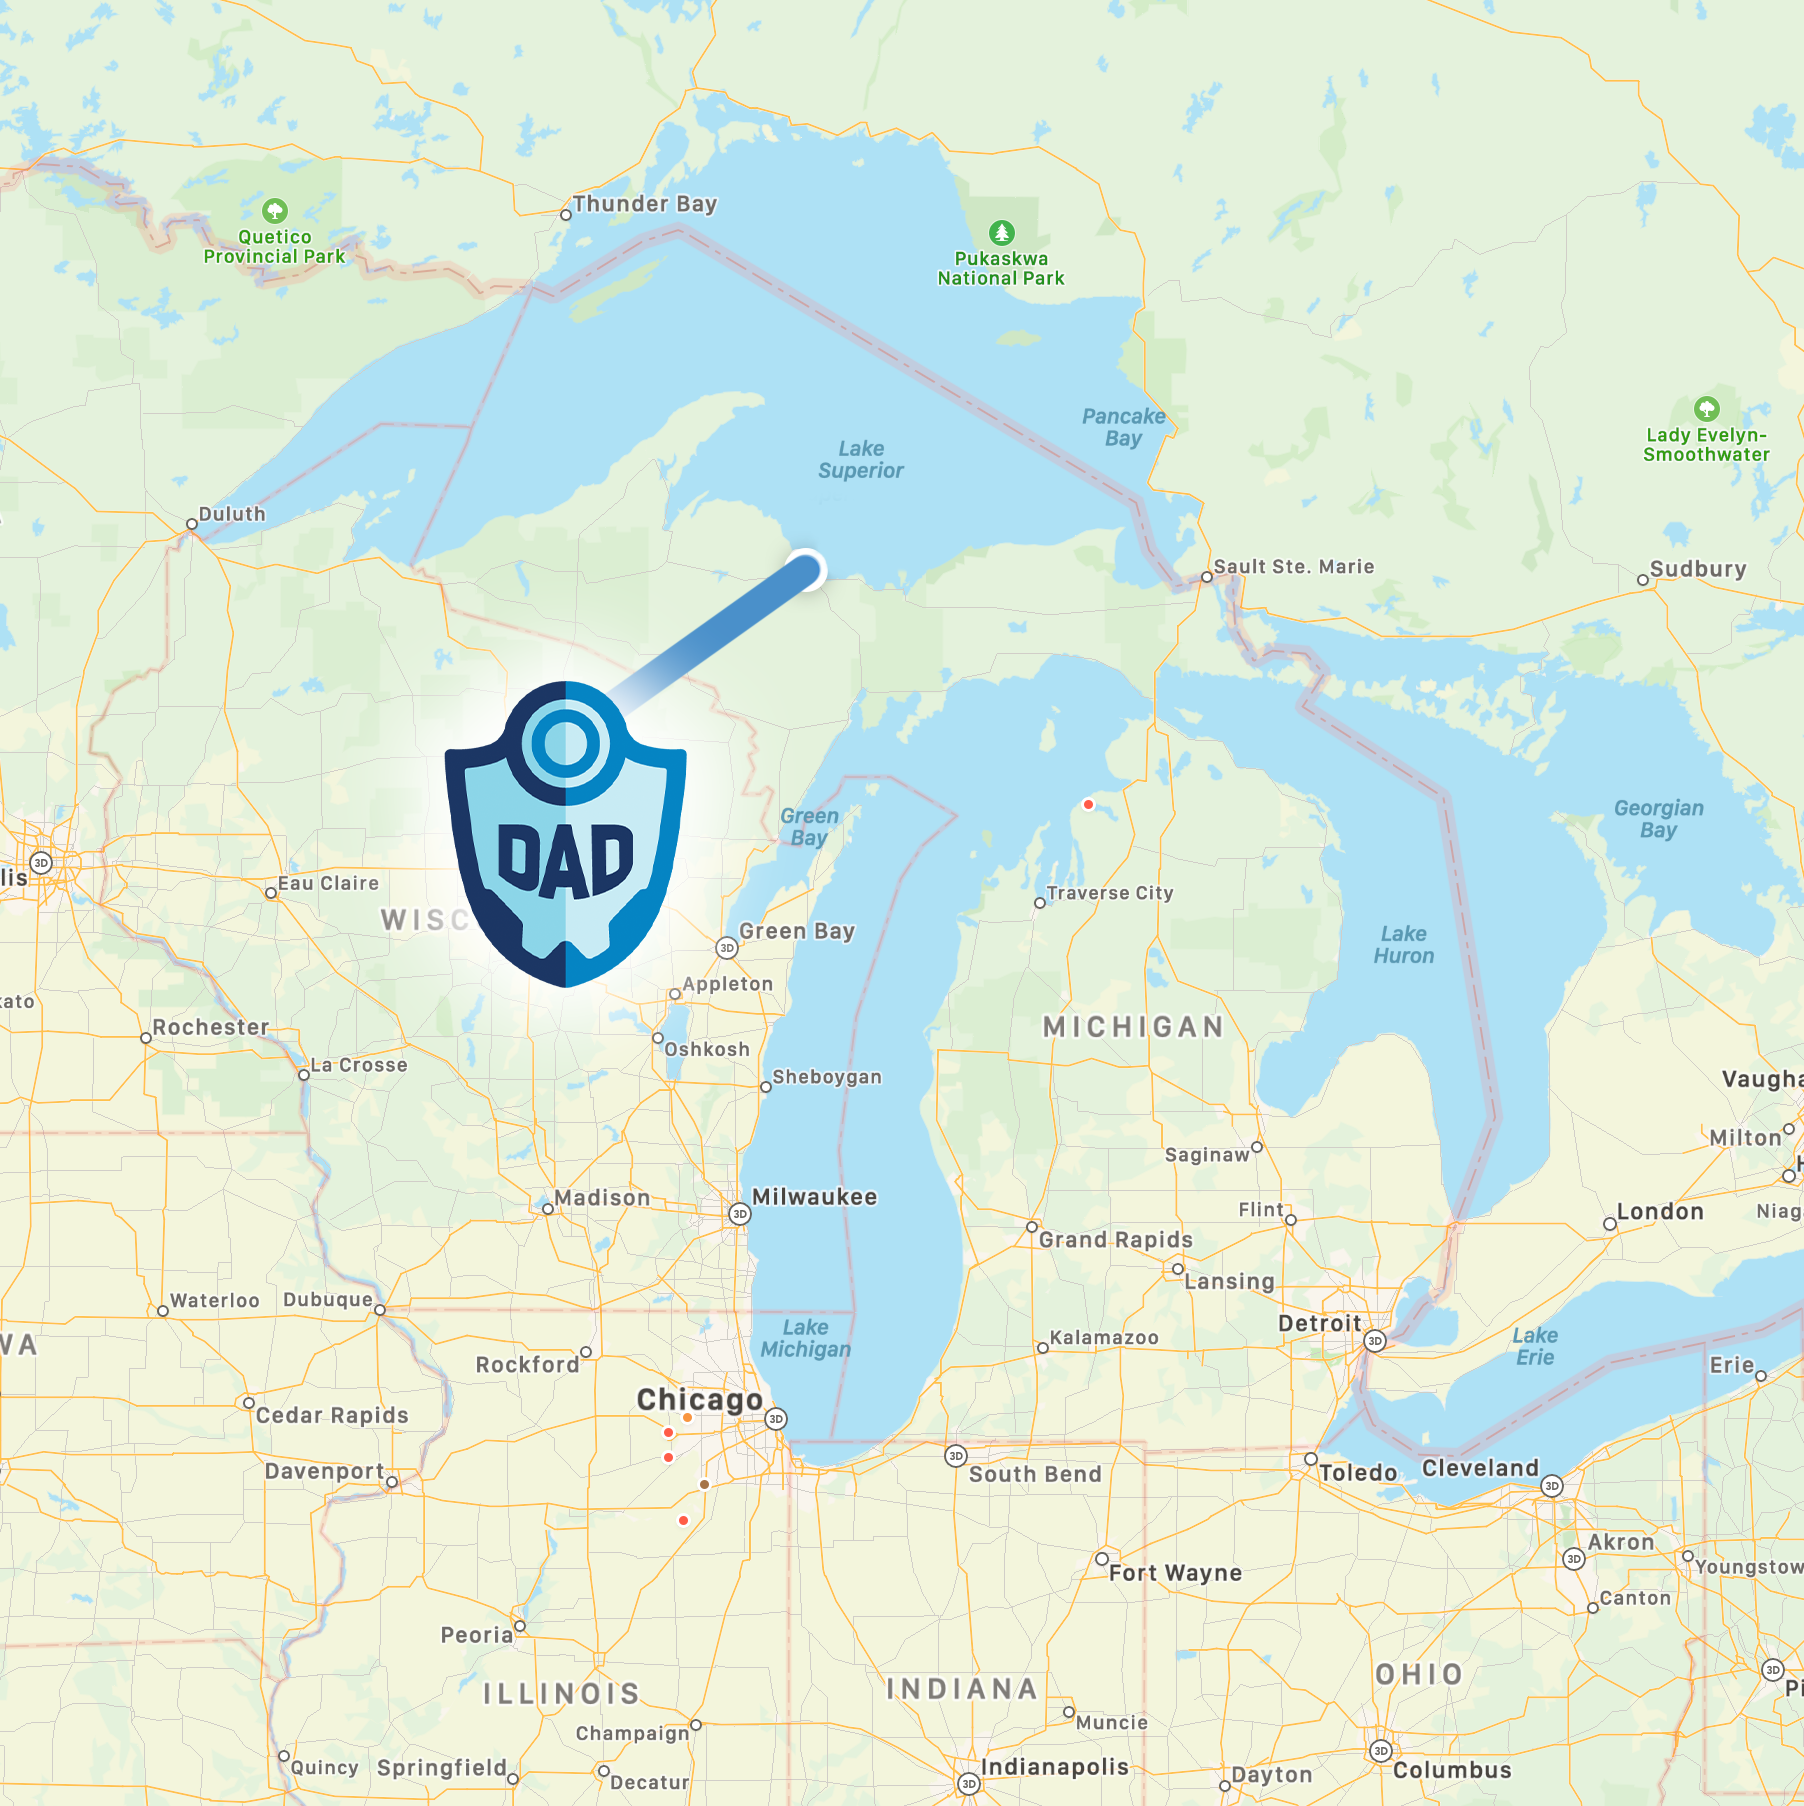 Thunder Bay
Quetico
Provincial Park
Pukaskwa
National Park
Pancake
Bay
Lady Evelyn-
Smoothwater
Lake
Superior
Duluth
Sault Ste. Marie
Sudbury
Green
Bay
Georgian
Bay
DAD
3D
lis
Eau Claire
Traverse City
WISC
Green Bay
3D
Lake
Huron
Appleton
kato
Rochester
MICHIGAN
Oshkosh
La Crosse
Sheboygan
Vaugha
Milton
H
Saginaw
Madison
Milwaukee
3D
Flint
London
Niag
Grand Rapids
Lansing
Waterloo
Dubuque
Detroit
3D
Lake
Michigan
Kalamazoo
Lake
Erie
WA
Rockford
Erie
Chicago
3D
Cedar Rapids
Davenport
3D
South Bend
Toledo
Cleveland
3D
Akron
3D
Fort Wayne
Youngstow
Canton
Peoria
ILLINOIS
INDIANA
OHIO
3D
Pi
Champaign
Muncie
Quincy
Springfield
Decatur
Indianapolis
3D
Dayton
3D
Columbus